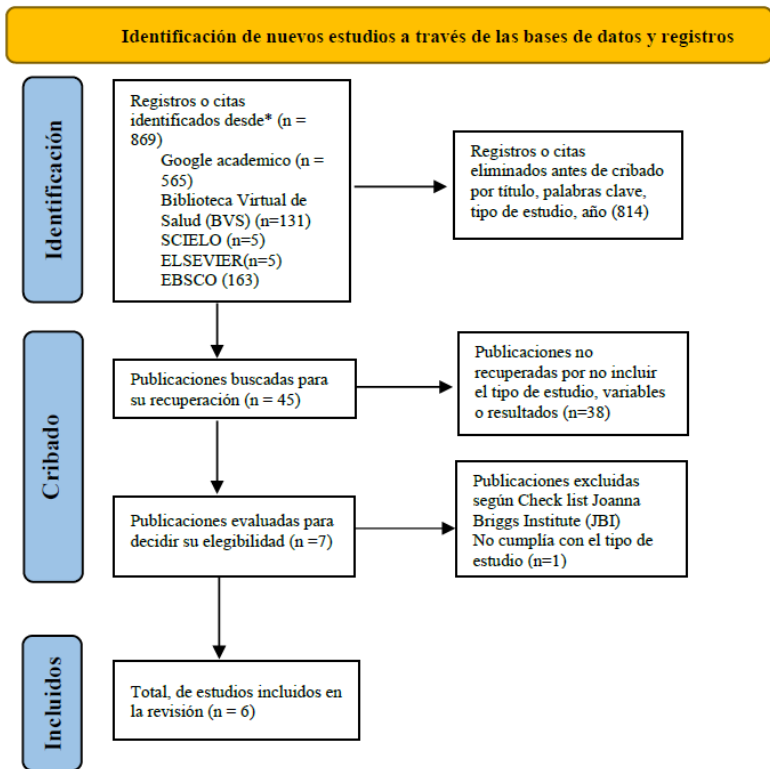 Identificación de nuevos estudios a través de las bases de datos y registros
Identificación
Registros o citas
identificados desde* (n =
869)
Google academico (n =
565)
Biblioteca Virtual de
Salud (BVS) (n=131)
SCIELO (n=5)
ELSEVIER(n=5)
EBSCO (163)
Registros o citas
eliminados antes de cribado
por título, palabras clave,
tipo de estudio, año (814)
Cribado
Publicaciones buscadas para
su recuperación (n = 45)
Publicaciones no
recuperadas por no incluir
el tipo de estudio, variables
o resultados (n=38)
Publicaciones evaluadas para
decidir su elegibilidad (n =7)
Publicaciones excluidas
según Check list Joanna
Briggs Institute (JBI)
No cumplía con el tipo de
estudio (n=1)
Incluidos
Total, de estudios incluidos en
la revisión (n = 6)